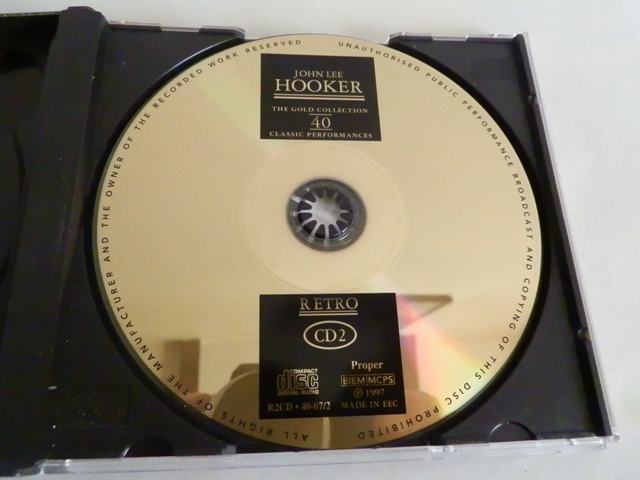 ALL RIGHTS OF THE MANUFACTURER AND THE OWNER OF THE RECORDED WORK RESERVED
UNAUTHORISED PUBLIC PERFORMANCE BROADCAST AND COPYING OF THIS DISC PROHIBITED
JOHN LEE
HOOKER
THE GOLD COLLECTION
40
CLASSIC PERFORMANCES
RETRO
CD2
COMPACT
disc
DIGITAL AUDIO
R2CD • 40-07/2
Proper
BIEM/MCPS
℗ 1997
MADE IN EEC